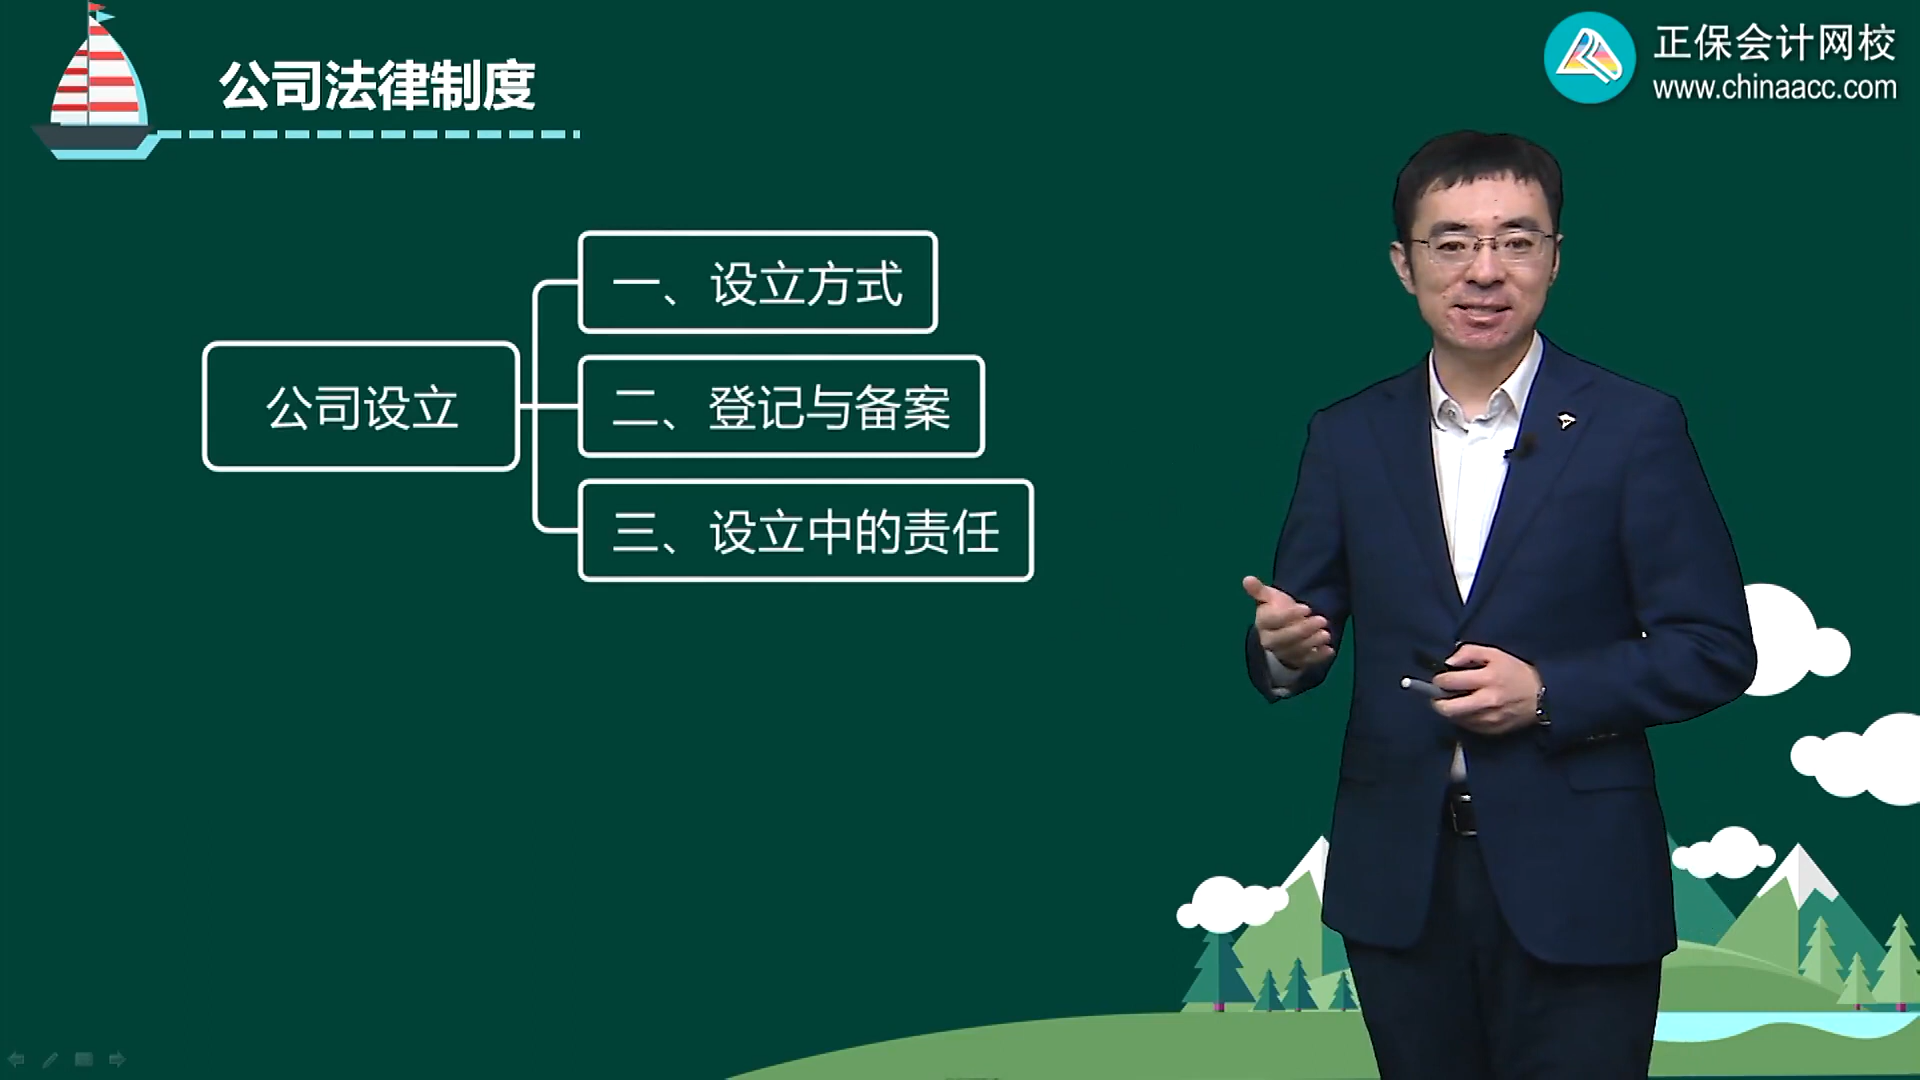 公司法律制度
正保会计网校
www.chinaacc.com
一、设立方式
公司设立
二、登记与备案
三、设立中的责任